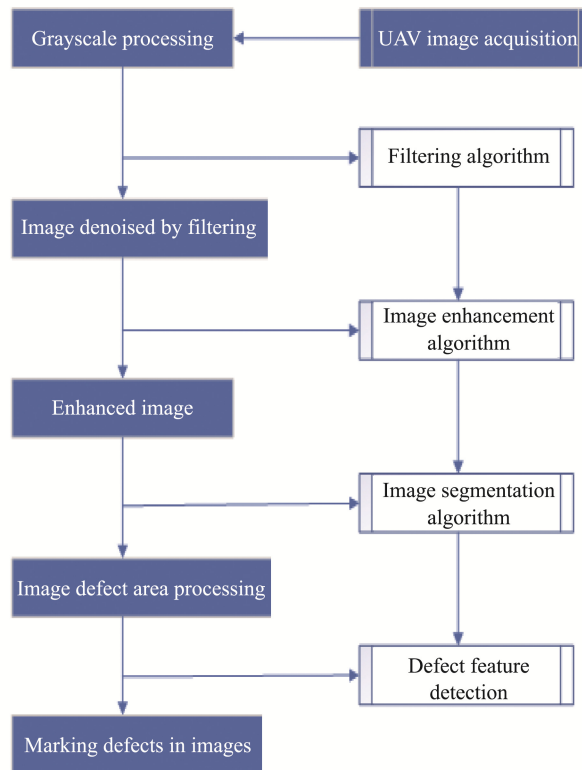 Grayscale processing
UAV image acquisition
Filtering algorithm
Image denoised by filtering
Image enhancement
algorithm
Enhanced image
Image segmentation
algorithm
Image defect area processing
Defect feature
detection
Marking defects in images